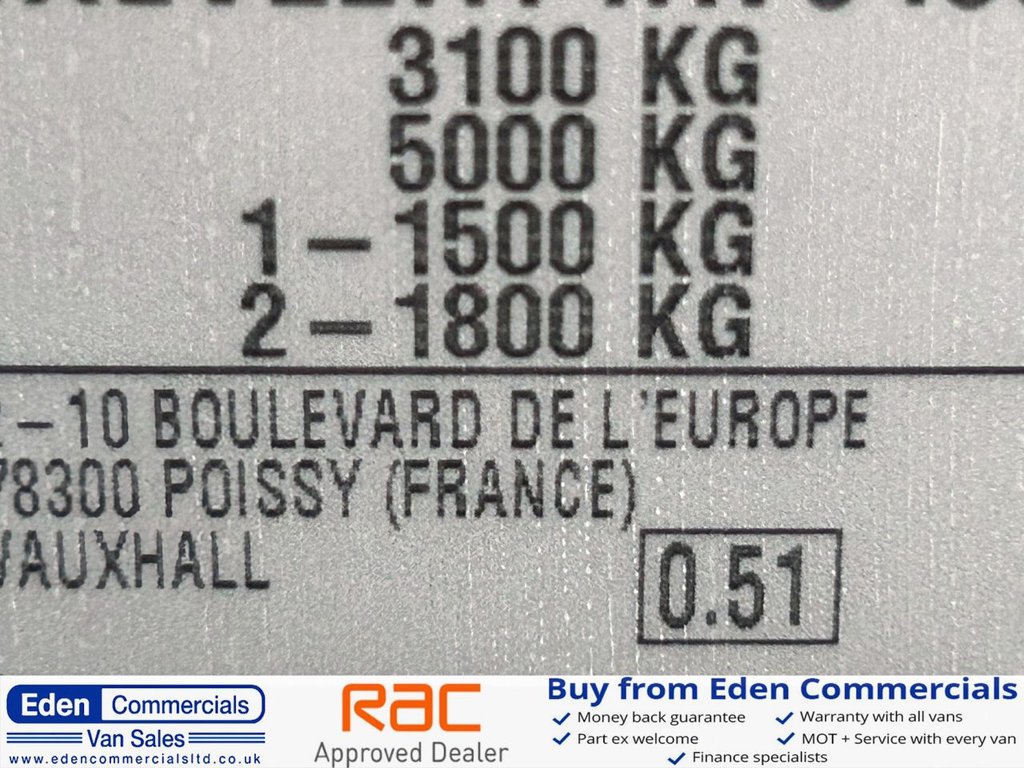 3100 KG
5000 KG
1 – 1500 KG
2 – 1800 KG
– 10 BOULEVARD DE L'EUROPE
78300 POISSY (FRANCE)
VAUXHALL
0.51
Eden Commercials
Van Sales
www.edencommercialsltd.co.uk
RAC
Approved Dealer
Buy from Eden Commercials
Money back guarantee
Warranty with all vans
Part ex welcome
MOT + Service with every van
Finance specialists